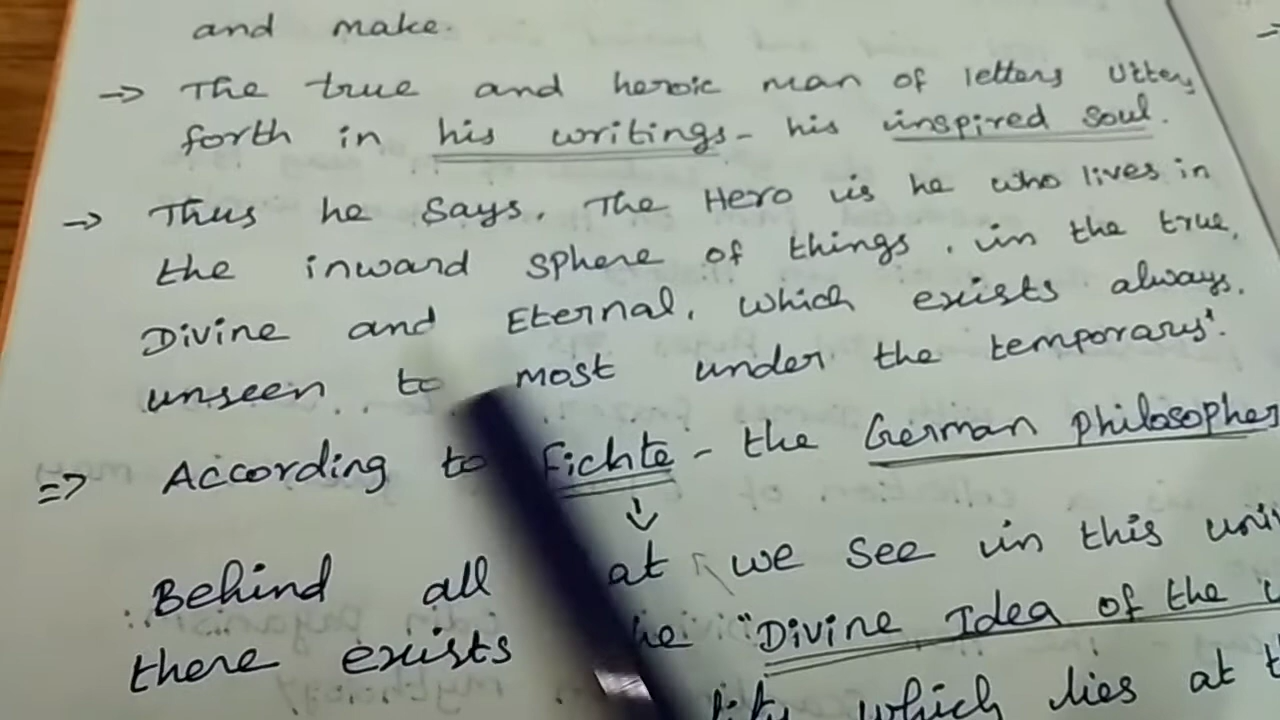 and make.
→ The true and heroic man of letters utters
forth in his writings - his inspired soul.
→ Thus he says. The Hero is he who lives in
the inward sphere of things, in the true,
Divine and Eternal, which exists always,
unseen to most under the temporary'.
⇒ According to Fichte - the German philosopher
↓
Behind all we see in this
there exists "Divine Idea of the
which lies at